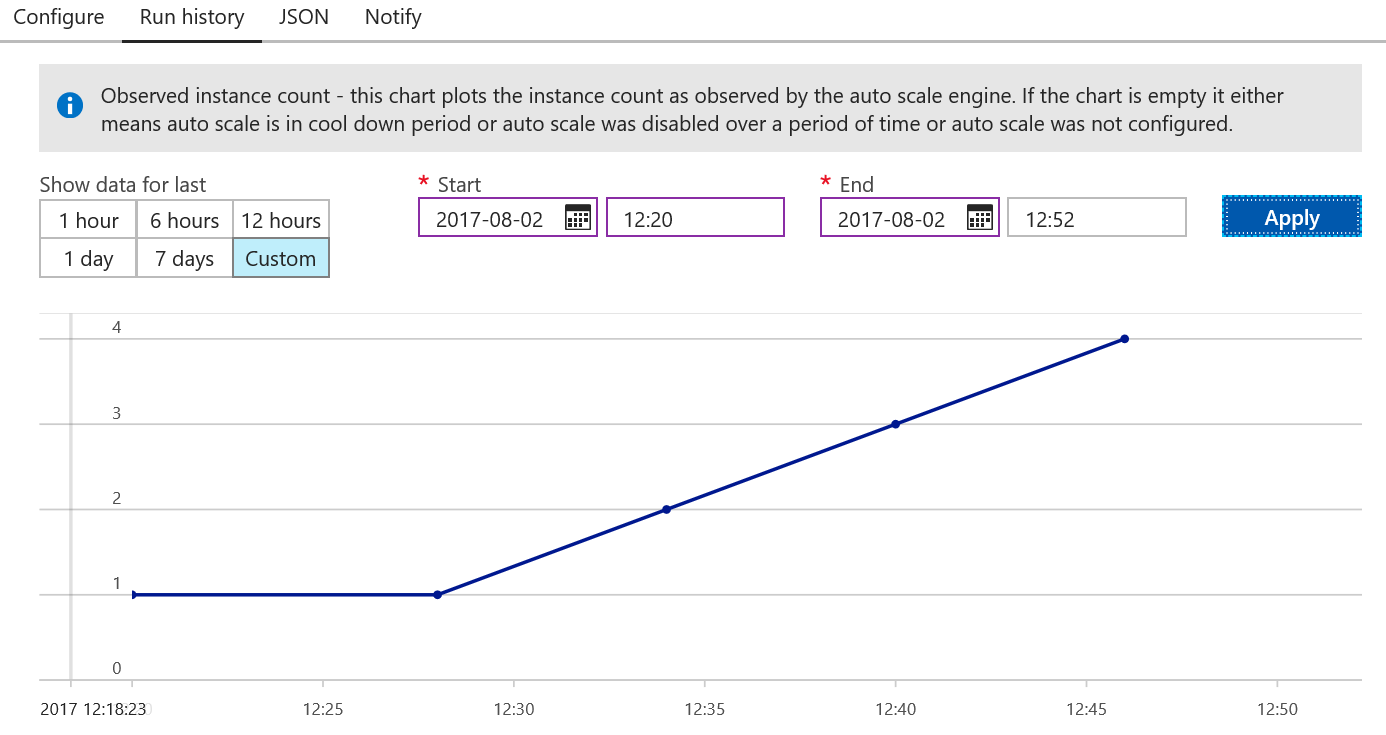 Configure Run history JSON Notify
Observed instance count - this chart plots the instance count as observed by the auto scale engine. If the chart is empty it either
means auto scale is in cool down period or auto scale was disabled over a period of time or auto scale was not configured.
Show data for last * Start * End
1 hour 6 hours 12 hours 2017-08-02 12:20 2017-08-02 12:52 Apply
1 day 7 days Custom
4
3
2
1
0
2017 12:18:23 12:25 12:30 12:35 12:40 12:45 12:50